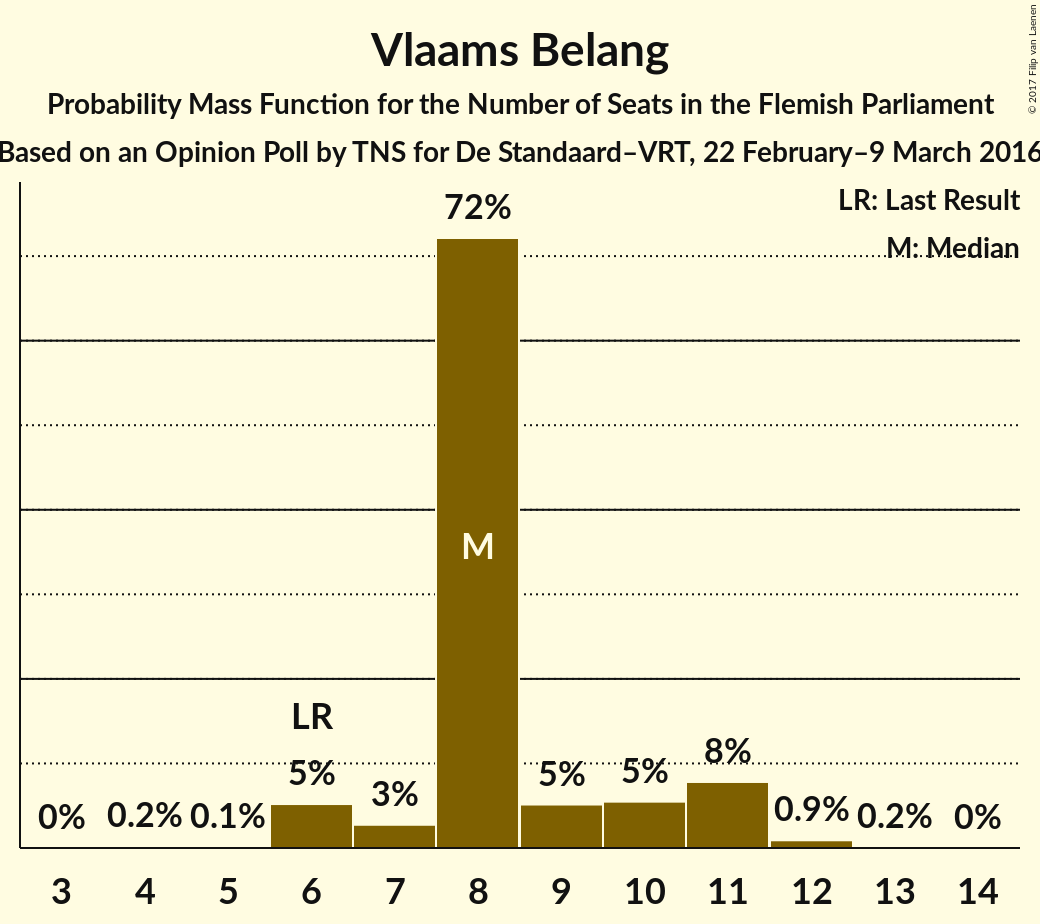 Vlaams Belang
Probability Mass Function for the Number of Seats in the Flemish Parliament
Based on an Opinion Poll by TNS for De Standaard–VRT, 22 February–9 March 2016
© 2017 Filip van Laenen
LR: Last Result
M: Median
72%
M
LR
0% 0.2% 0.1% 5% 3% 5% 5% 8% 0.9% 0.2% 0%
3 4 5 6 7 8 9 10 11 12 13 14